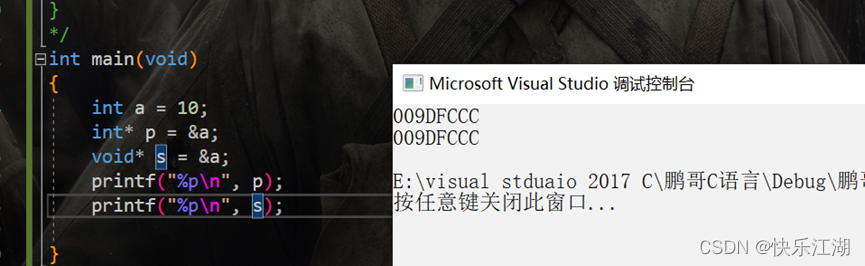 }
*/
int main(void)
{
int a = 10;
int* p = &a;
void* s = &a;
printf("%p\n", p);
printf("%p\n", s);
}
Microsoft Visual Studio 调试控制台
009DFCCC
009DFCCC
E:\visual stduaio 2017 C\鹏哥C语言\Debug\鹏
按任意键关闭此窗口...
CSDN @快乐江湖